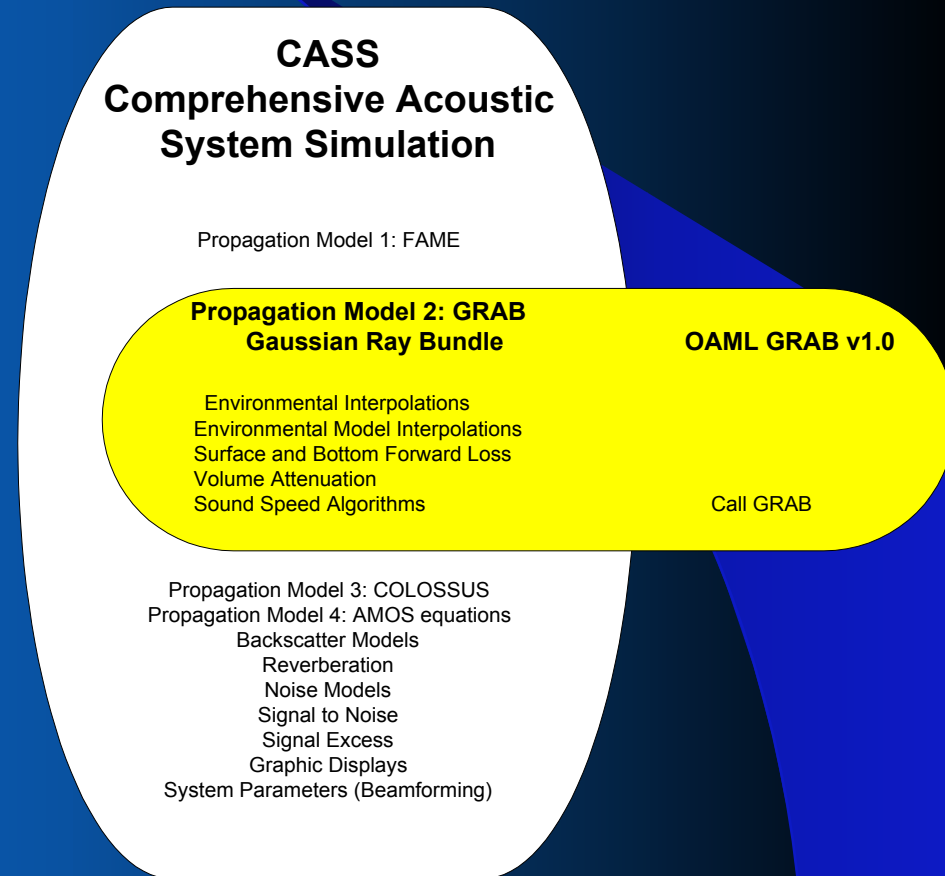 CASS
Comprehensive Acoustic
System Simulation
Propagation Model 1: FAME
Propagation Model 2: GRAB
Gaussian Ray Bundle OAML GRAB v1.0
Environmental Interpolations
Environmental Model Interpolations
Surface and Bottom Forward Loss
Volume Attenuation
Sound Speed Algorithms Call GRAB
Propagation Model 3: COLOSSUS
Propagation Model 4: AMOS equations
Backscatter Models
Reverberation
Noise Models
Signal to Noise
Signal Excess
Graphic Displays
System Parameters (Beamforming)